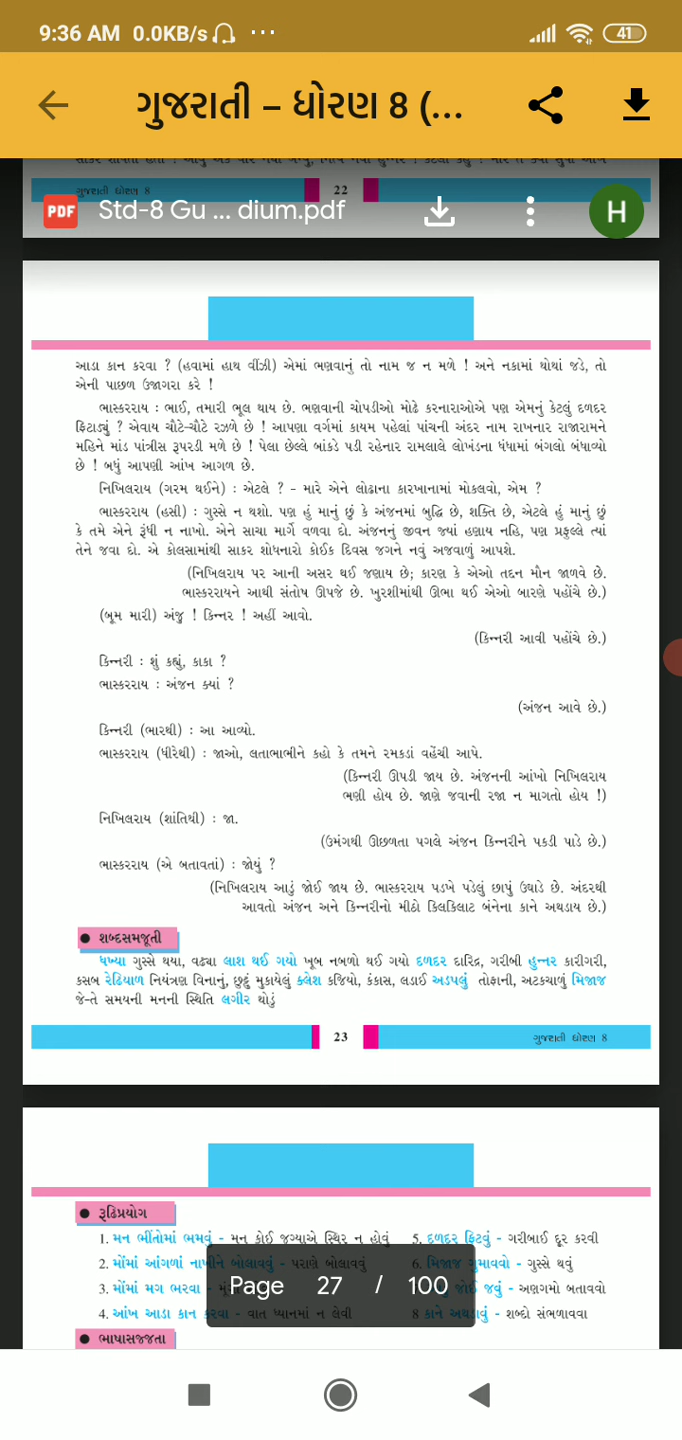 9:36 AM 0.0KB/s ... 41
ગુજરાતી – ધોરણ 8 (...
ગુજરાતી ધોરણ 8 22
PDF Std-8 Gu ... dium.pdf H
આડા કાન કરવા ? (હવામાં હાથ વીંઝી) એમાં ભણવાનું તો નામ જ ન મળે ! અને નકામાં થોથાં જડે, તો
એની પાછળ ઉજાગરા કરે !
ભાસ્કરરાય : ભાઈ, તમારી ભૂલ થાય છે. ભણવાની ચોપડીઓ મોઢે કરનારાઓએ પણ એમનું કેટલું દળદર
ફિટાડ્યું ? એવાય ચૌટે-ચૌટે રઝળે છે ! આપણા વર્ગમાં કાયમ પહેલાં પાંચની અંદર નામ રાખનાર રાજારામને
મહિને માંડ પાંત્રીસ રૂપરડી મળે છે ! પેલા છેલ્લે બાંકડે પડી રહેનાર રામલાલે લોખંડના ધંધામાં બંગલો બંધાવ્યો
છે ! બધું આપણી આંખ આગળ છે.
નિખિલરાય (ગરમ થઈને) : એટલે ? - મારે એને લોઢાના કારખાનામાં મોકલવો, એમ ?
ભાસ્કરરાય (હસી) : ગુસ્સે ન થશો. પણ હું માનું છું કે અંજનમાં બુદ્ધિ છે, શક્તિ છે, એટલે હું માનું છું
કે તમે એને રૂંધી ન નાખો. એને સાચા માર્ગે વળવા દો. અંજનનું જીવન જ્યાં હણાય નહિ, પણ પ્રફુલ્લે ત્યાં
તેને જવા દો. એ કોલસામાંથી સાકર શોધનારો કોઈક દિવસ જગને નવું અજવાળું આપશે.
(નિખિલરાય પર આની અસર થઈ જણાય છે; કારણ કે એઓ તદન મૌન જાળવે છે.
ભાસ્કરરાયને આથી સંતોષ ઊપજે છે. ખુરશીમાંથી ઊભા થઈ એઓ બારણે પહોંચે છે.)
(બૂમ મારી) અંજુ ! કિન્નર ! અહીં આવો.
(કિન્નરી આવી પહોંચે છે.)
કિન્નરી : શું કહ્યું, કાકા ?
ભાસ્કરરાય : અંજન ક્યાં ?
(અંજન આવે છે.)
કિન્નરી (ભારથી) : આ આવ્યો.
ભાસ્કરરાય (ધીરેથી) : જાઓ, લતાભાભીને કહો કે તમને રમકડાં વહેંચી આપે.
(કિન્નરી ઊપડી જાય છે. અંજનની આંખો નિખિલરાય
ભણી હોય છે. જાણે જવાની રજા ન માગતો હોય !)
નિખિલરાય (શાંતિથી) : જા.
(ઉમંગથી ઊછળતા પગલે અંજન કિન્નરીને પકડી પાડે છે.)
ભાસ્કરરાય (એ બતાવતાં) : જોયું ?
(નિખિલરાય આડું જોઈ જાય છે. ભાસ્કરરાય પડખે પડેલું છાપું ઉઘાડે છે. અંદરથી
આવતો અંજન અને કિન્નરીનો મીઠો કિલકિલાટ બંનેના કાને અથડાય છે.)
● શબ્દસમજૂતી
ધખ્યા ગુસ્સે થયા, વઢ્યા લાશ થઈ ગયો ખૂબ નબળો થઈ ગયો દળદર દારિદ્ર, ગરીબી હુન્નર કારીગરી,
કસબ રેઢિયાળ નિયંત્રણ વિનાનું, છુટ્ટું મુકાયેલું ક્લેશ કજિયો, કંકાસ, લડાઈ અડપલું તોફાની, અટકચાળું મિજાજ
જે-તે સમયની મનની સ્થિતિ લગીર થોડું
23 ગુજરાતી ધોરણ 8
● રૂઢિપ્રયોગ
1. મન ભીંતોમાં ભમવું - મન કોઈ જગ્યાએ સ્થિર ન હોવું 5. દળદર ફિટવું - ગરીબાઈ દૂર કરવી
2. મોંમાં આંગળાં નાખીને બોલાવવું - પરાણે બોલાવવું 6. મિજાજ ગુમાવવો - ગુસ્સે થવું
3. મોંમાં મગ ભરવા - જોઈ જવું - અણગમો બતાવવો
4. આંખ આડા કાન કરવા - વાત ધ્યાનમાં ન લેવી 8 કાને અથડાવું - શબ્દો સંભળાવવા
Page 27 / 100
● ભાષાસજ્જતા